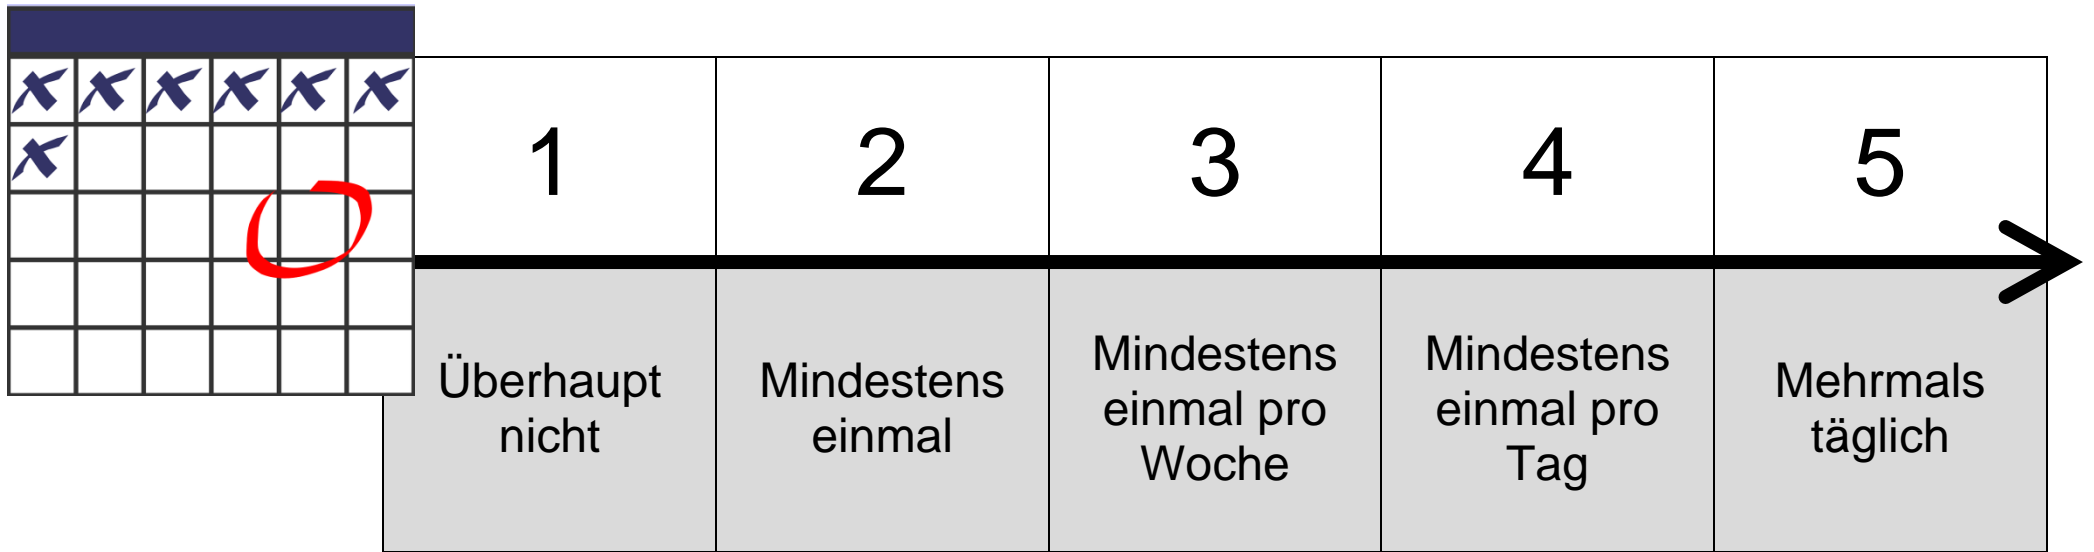 1 2 3 4 5
Überhaupt
nicht
Mindestens
einmal
Mindestens
einmal pro
Woche
Mindestens
einmal pro
Tag
Mehrmals
täglich